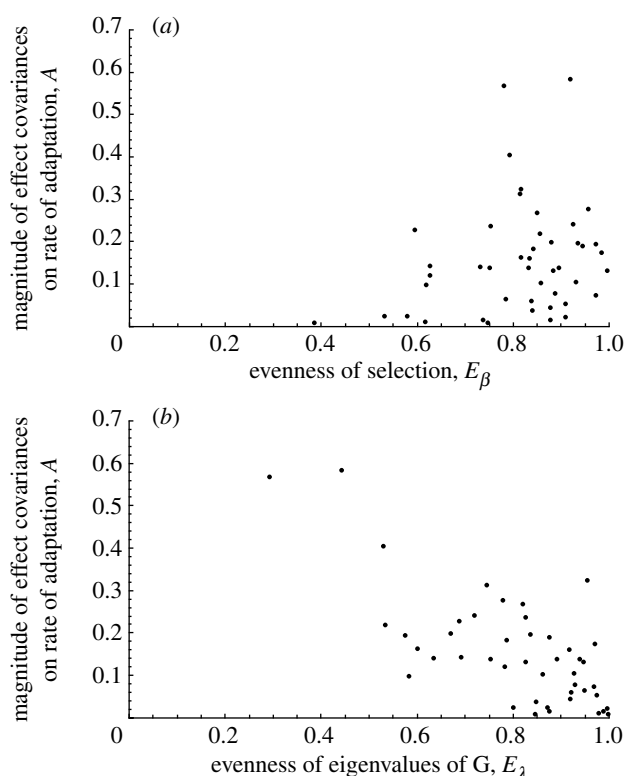 (a)
magnitude of effect covariances
on rate of adaptation, A
0.7
0.6
0.5
0.4
0.3
0.2
0.1
0 0.2 0.4 0.6 0.8 1.0
evenness of selection, Eβ
(b)
magnitude of effect covariances
on rate of adaptation, A
0.7
0.6
0.5
0.4
0.3
0.2
0.1
0 0.2 0.4 0.6 0.8 1.0
evenness of eigenvalues of G, Eλ